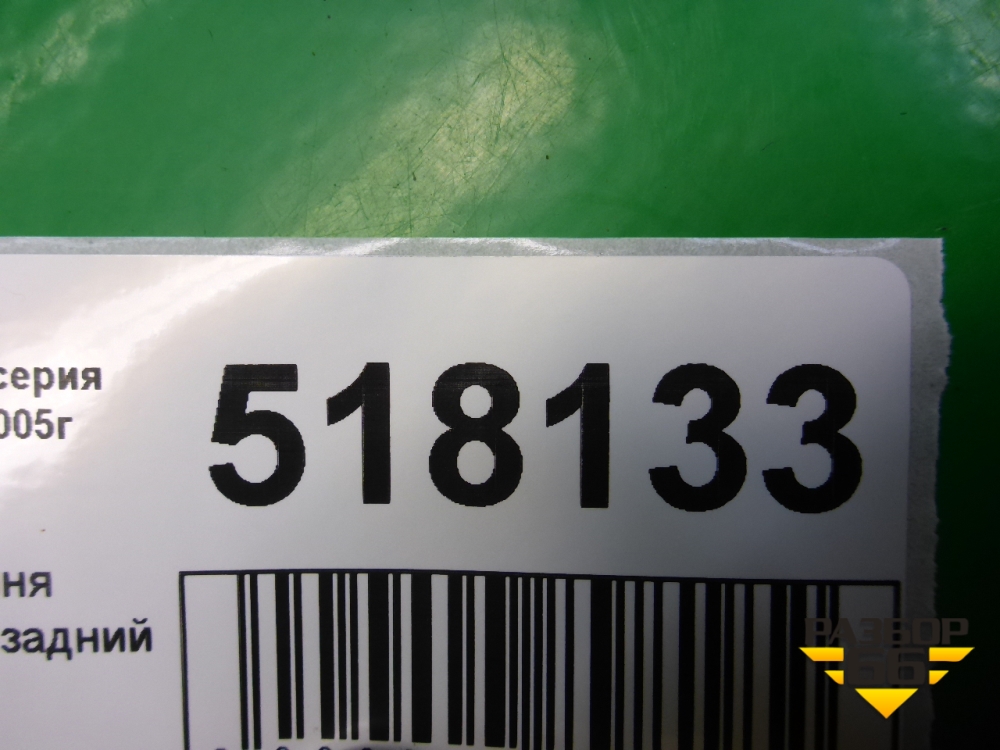 серия
518133
005г
ня
задний
РАЗБОР
66